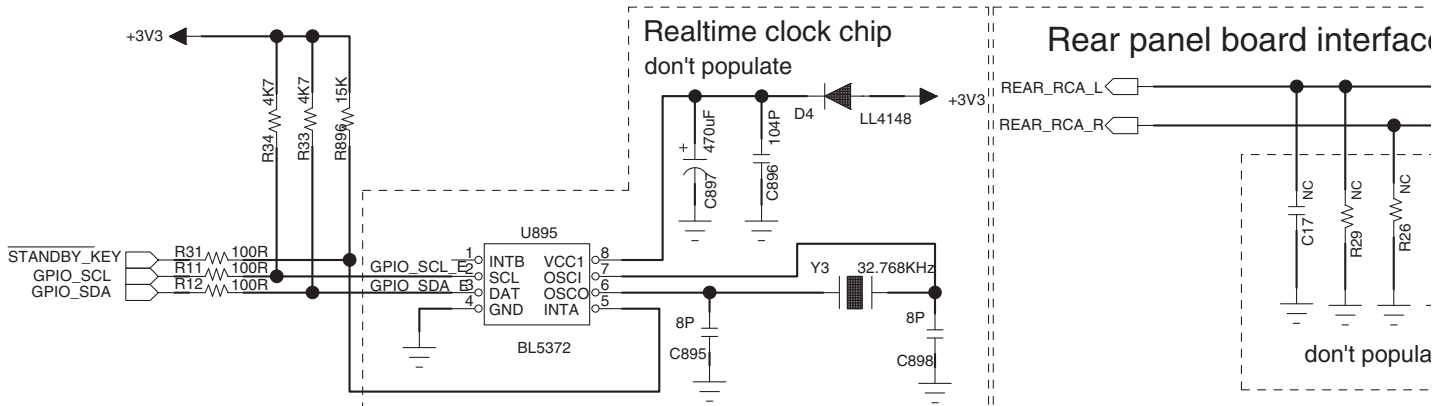 Realtime clock chip
don't populate
Rear panel board interface
+3V3
+3V3
4K7
4K7
15K
R34
R33
R896
470uF
+
C897
104P
C896
D4
LL4148
REAR_RCA_L
REAR_RCA_R
NC
NC
NC
C17
R29
R26
don't popula
STANDBY_KEY
GPIO_SCL
GPIO_SDA
R31 100R
R11 100R
R12 100R
GPIO_SCL_E
GPIO_SDA_E
U895
1 INTB VCC1 8
2 SCL OSCI 7
3 DAT OSCO 6
4 GND INTA 5
BL5372
Y3 32.768KHz
8P
C895
8P
C898